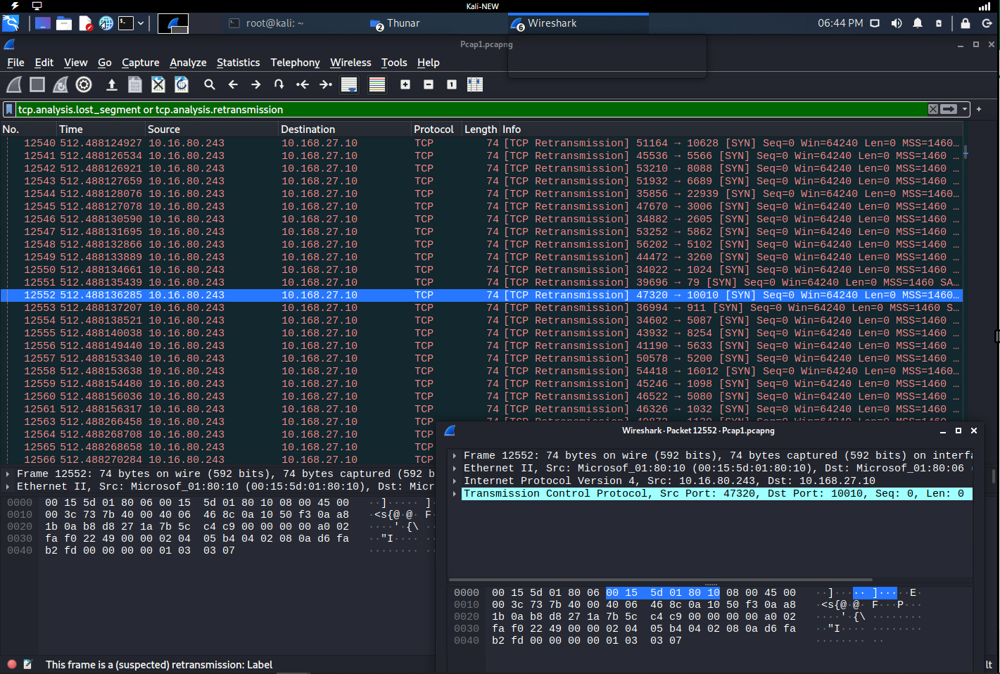 Kali-NEW
root@kali: ~
2 Thunar
6 Wireshark
06:44 PM
Pcap1.pcapng
File Edit View Go Capture Analyze Statistics Telephony Wireless Tools Help
tcp.analysis.lost_segment or tcp.analysis.retransmission
No. Time Source Destination Protocol Length Info
12540 512.488124927 10.16.80.243 10.168.27.10 TCP 74 [TCP Retransmission] 51164 → 10628 [SYN] Seq=0 Win=64240 Len=0 MSS=1460…
12541 512.488126534 10.16.80.243 10.168.27.10 TCP 74 [TCP Retransmission] 45536 → 5566 [SYN] Seq=0 Win=64240 Len=0 MSS=1460 …
12542 512.488126921 10.16.80.243 10.168.27.10 TCP 74 [TCP Retransmission] 53210 → 8088 [SYN] Seq=0 Win=64240 Len=0 MSS=1460 …
12543 512.488127659 10.16.80.243 10.168.27.10 TCP 74 [TCP Retransmission] 51932 → 6689 [SYN] Seq=0 Win=64240 Len=0 MSS=1460 …
12544 512.488128076 10.16.80.243 10.168.27.10 TCP 74 [TCP Retransmission] 35856 → 22939 [SYN] Seq=0 Win=64240 Len=0 MSS=1460…
12545 512.488127078 10.16.80.243 10.168.27.10 TCP 74 [TCP Retransmission] 47670 → 3006 [SYN] Seq=0 Win=64240 Len=0 MSS=1460 …
12546 512.488130590 10.16.80.243 10.168.27.10 TCP 74 [TCP Retransmission] 34882 → 2605 [SYN] Seq=0 Win=64240 Len=0 MSS=1460 …
12547 512.488131695 10.16.80.243 10.168.27.10 TCP 74 [TCP Retransmission] 53252 → 5862 [SYN] Seq=0 Win=64240 Len=0 MSS=1460 …
12548 512.488132866 10.16.80.243 10.168.27.10 TCP 74 [TCP Retransmission] 56202 → 5102 [SYN] Seq=0 Win=64240 Len=0 MSS=1460 …
12549 512.488133889 10.16.80.243 10.168.27.10 TCP 74 [TCP Retransmission] 44472 → 3260 [SYN] Seq=0 Win=64240 Len=0 MSS=1460 …
12550 512.488134661 10.16.80.243 10.168.27.10 TCP 74 [TCP Retransmission] 34022 → 1024 [SYN] Seq=0 Win=64240 Len=0 MSS=1460 …
12551 512.488135439 10.16.80.243 10.168.27.10 TCP 74 [TCP Retransmission] 39696 → 79 [SYN] Seq=0 Win=64240 Len=0 MSS=1460 SA…
12552 512.488136285 10.16.80.243 10.168.27.10 TCP 74 [TCP Retransmission] 47320 → 10010 [SYN] Seq=0 Win=64240 Len=0 MSS=1460…
12553 512.488137207 10.16.80.243 10.168.27.10 TCP 74 [TCP Retransmission] 36994 → 911 [SYN] Seq=0 Win=64240 Len=0 MSS=1460 S…
12554 512.488138521 10.16.80.243 10.168.27.10 TCP 74 [TCP Retransmission] 34602 → 5087 [SYN] Seq=0 Win=64240 Len=0 MSS=1460 …
12555 512.488140038 10.16.80.243 10.168.27.10 TCP 74 [TCP Retransmission] 43932 → 8254 [SYN] Seq=0 Win=64240 Len=0 MSS=1460 …
12556 512.488149440 10.16.80.243 10.168.27.10 TCP 74 [TCP Retransmission] 41190 → 5633 [SYN] Seq=0 Win=64240 Len=0 MSS=1460 …
12557 512.488153340 10.16.80.243 10.168.27.10 TCP 74 [TCP Retransmission] 50578 → 5200 [SYN] Seq=0 Win=64240 Len=0 MSS=1460 …
12558 512.488153638 10.16.80.243 10.168.27.10 TCP 74 [TCP Retransmission] 54418 → 16012 [SYN] Seq=0 Win=64240 Len=0 MSS=1460…
12559 512.488154480 10.16.80.243 10.168.27.10 TCP 74 [TCP Retransmission] 45246 → 1098 [SYN] Seq=0 Win=64240 Len=0 MSS=1460 …
12560 512.488156036 10.16.80.243 10.168.27.10 TCP 74 [TCP Retransmission] 46522 → 5080 [SYN] Seq=0 Win=64240 Len=0 MSS=1460 …
12561 512.488156317 10.16.80.243 10.168.27.10 TCP 74 [TCP Retransmission] 46326 → 1032 [SYN] Seq=0 Win=64240 Len=0 MSS=1460 …
12563 512.488266458 10.16.80.243 10.168.27.10 TCP 74 [TCP Retransmission]
12564 512.488268708 10.16.80.243 10.168.27.10 TCP
12565 512.488268658 10.16.80.243 10.168.27.10 TCP
12566 512.488270284 10.16.80.243 10.168.27.10 TCP
Frame 12552: 74 bytes on wire (592 bits), 74 bytes captured (592 b
Ethernet II, Src: Microsof_01:80:10 (00:15:5d:01:80:10), Dst: Micr
0000 00 15 5d 01 80 06 00 15 5d 01 80 10 08 00 45 00 ··]····· ]·
0010 00 3c 73 7b 40 00 40 06 46 8c 0a 10 50 f3 0a a8 ·<s{@·@· F·
0020 1b 0a b8 d8 27 1a 7b 5c c4 c9 00 00 00 00 a0 02 ····'·{\ ··
0030 fa f0 22 49 00 00 02 04 05 b4 04 02 08 0a d6 fa ··"I···· ··
0040 b2 fd 00 00 00 00 01 03 03 07 ········ ··
Wireshark · Packet 12552 · Pcap1.pcapng
Frame 12552: 74 bytes on wire (592 bits), 74 bytes captured (592 bits) on interfa
Ethernet II, Src: Microsof_01:80:10 (00:15:5d:01:80:10), Dst: Microsof_01:80:06 (
Internet Protocol Version 4, Src: 10.16.80.243, Dst: 10.168.27.10
Transmission Control Protocol, Src Port: 47320, Dst Port: 10010, Seq: 0, Len: 0
0000 00 15 5d 01 80 06 00 15 5d 01 80 10 08 00 45 00 ··]····· ]·····E·
0010 00 3c 73 7b 40 00 40 06 46 8c 0a 10 50 f3 0a a8 ·<s{@·@· F···P···
0020 1b 0a b8 d8 27 1a 7b 5c c4 c9 00 00 00 00 a0 02 ····'·{\ ········
0030 fa f0 22 49 00 00 02 04 05 b4 04 02 08 0a d6 fa ··"I···· ········
0040 b2 fd 00 00 00 00 01 03 03 07 ········ ··
This frame is a (suspected) retransmission: Label
lt